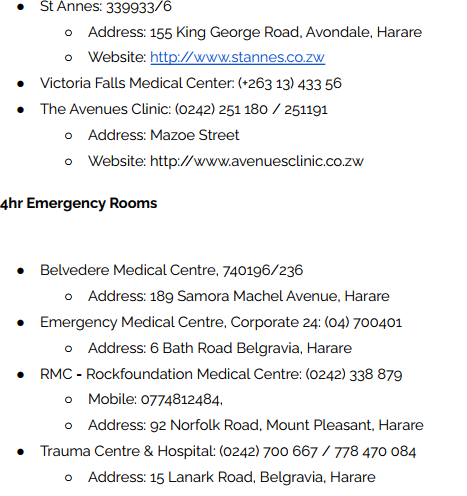 ● St Annes: 339933/6
○ Address: 155 King George Road, Avondale, Harare
○ Website: http://www.stannes.co.zw
● Victoria Falls Medical Center: (+263 13) 433 56
● The Avenues Clinic: (0242) 251 180 / 251191
○ Address: Mazoe Street
○ Website: http://www.avenuesclinic.co.zw
4hr Emergency Rooms
● Belvedere Medical Centre, 740196/236
○ Address: 189 Samora Machel Avenue, Harare
● Emergency Medical Centre, Corporate 24: (04) 700401
○ Address: 6 Bath Road Belgravia, Harare
● RMC - Rockfoundation Medical Centre: (0242) 338 879
○ Mobile: 0774812484,
○ Address: 92 Norfolk Road, Mount Pleasant, Harare
● Trauma Centre & Hospital: (0242) 700 667 / 778 470 084
○ Address: 15 Lanark Road, Belgravia, Harare